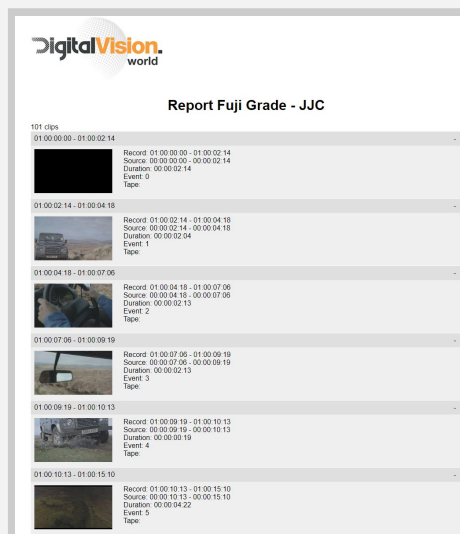 DigitalVision.
world
Report Fuji Grade - JJC
101 clips
01:00:00:00 - 01:00:02:14 -
Record: 01:00:00:00 - 01:00:02:14
Source: 00:00:00:00 - 00:00:02:14
Duration: 00:00:02:14
Event: 0
Tape:
01:00:02:14 - 01:00:04:18 -
Record: 01:00:02:14 - 01:00:04:18
Source: 00:00:02:14 - 00:00:04:18
Duration: 00:00:02:04
Event: 1
Tape:
01:00:04:18 - 01:00:07:06 -
Record: 01:00:04:18 - 01:00:07:06
Source: 00:00:04:18 - 00:00:07:06
Duration: 00:00:02:13
Event: 2
Tape:
01:00:07:06 - 01:00:09:19 -
Record: 01:00:07:06 - 01:00:09:19
Source: 00:00:07:06 - 00:00:09:19
Duration: 00:00:02:13
Event: 3
Tape:
01:00:09:19 - 01:00:10:13 -
Record: 01:00:09:19 - 01:00:10:13
Source: 00:00:09:19 - 00:00:10:13
Duration: 00:00:00:19
Event: 4
Tape:
01:00:10:13 - 01:00:15:10 -
Record: 01:00:10:13 - 01:00:15:10
Source: 00:00:10:13 - 00:00:15:10
Duration: 00:00:04:22
Event: 5
Tape: